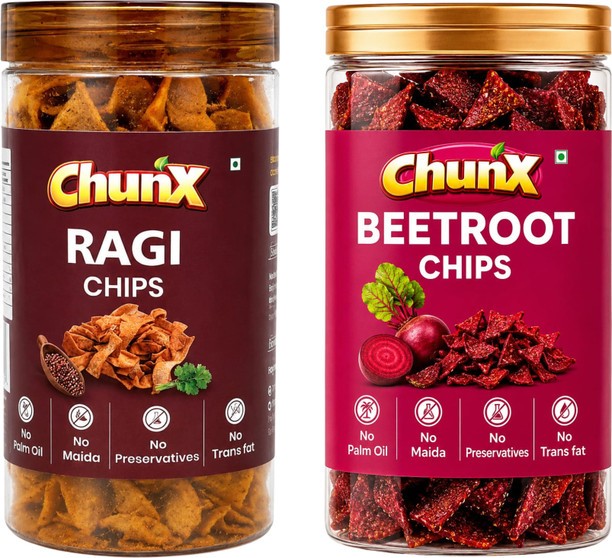 ChunX
RAGI
CHIPS
No
Palm Oil
No
Maida
No
Preservatives
No
Trans fat
ChunX
BEETROOT
CHIPS
No
Palm Oil
No
Maida
No
Preservatives
No
Trans fat